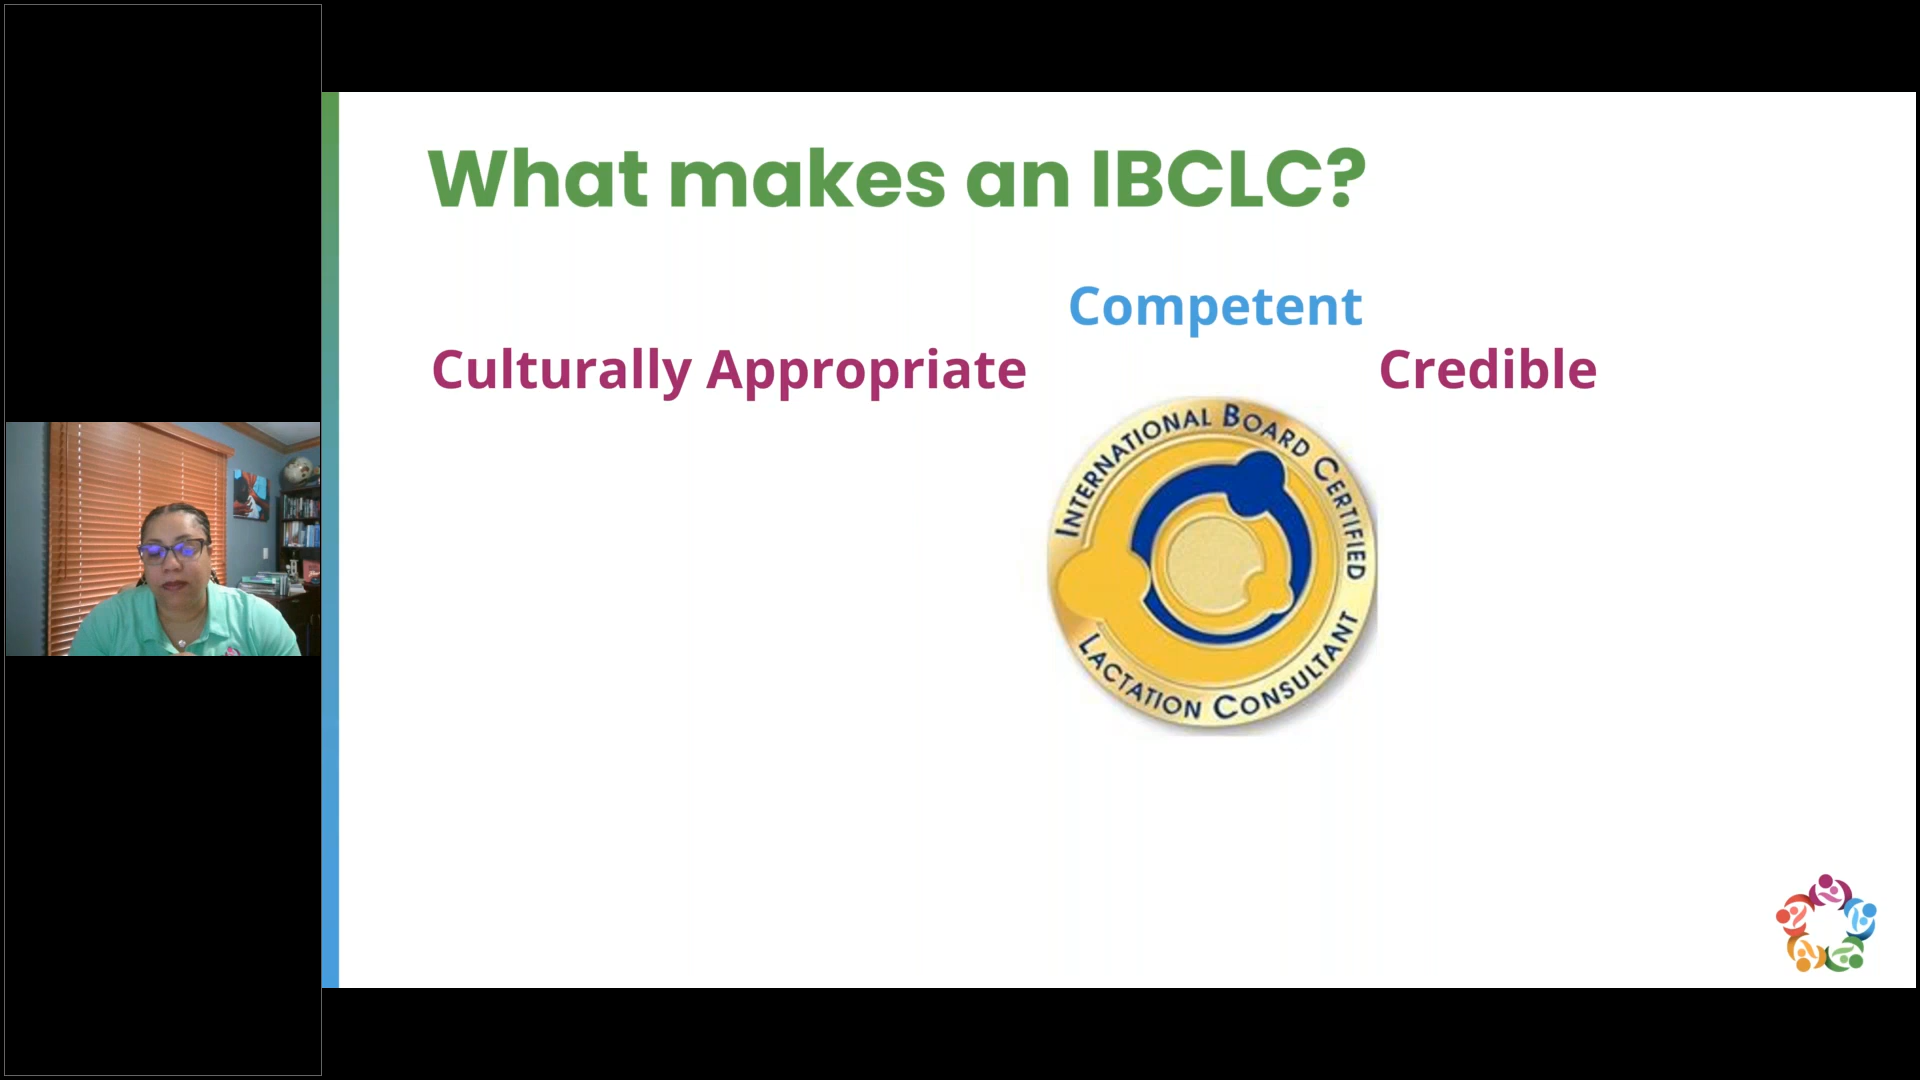 What makes an IBCLC?
Competent
Culturally Appropriate
Credible
INTERNATIONAL BOARD CERTIFIED
LACTATION CONSULTANT